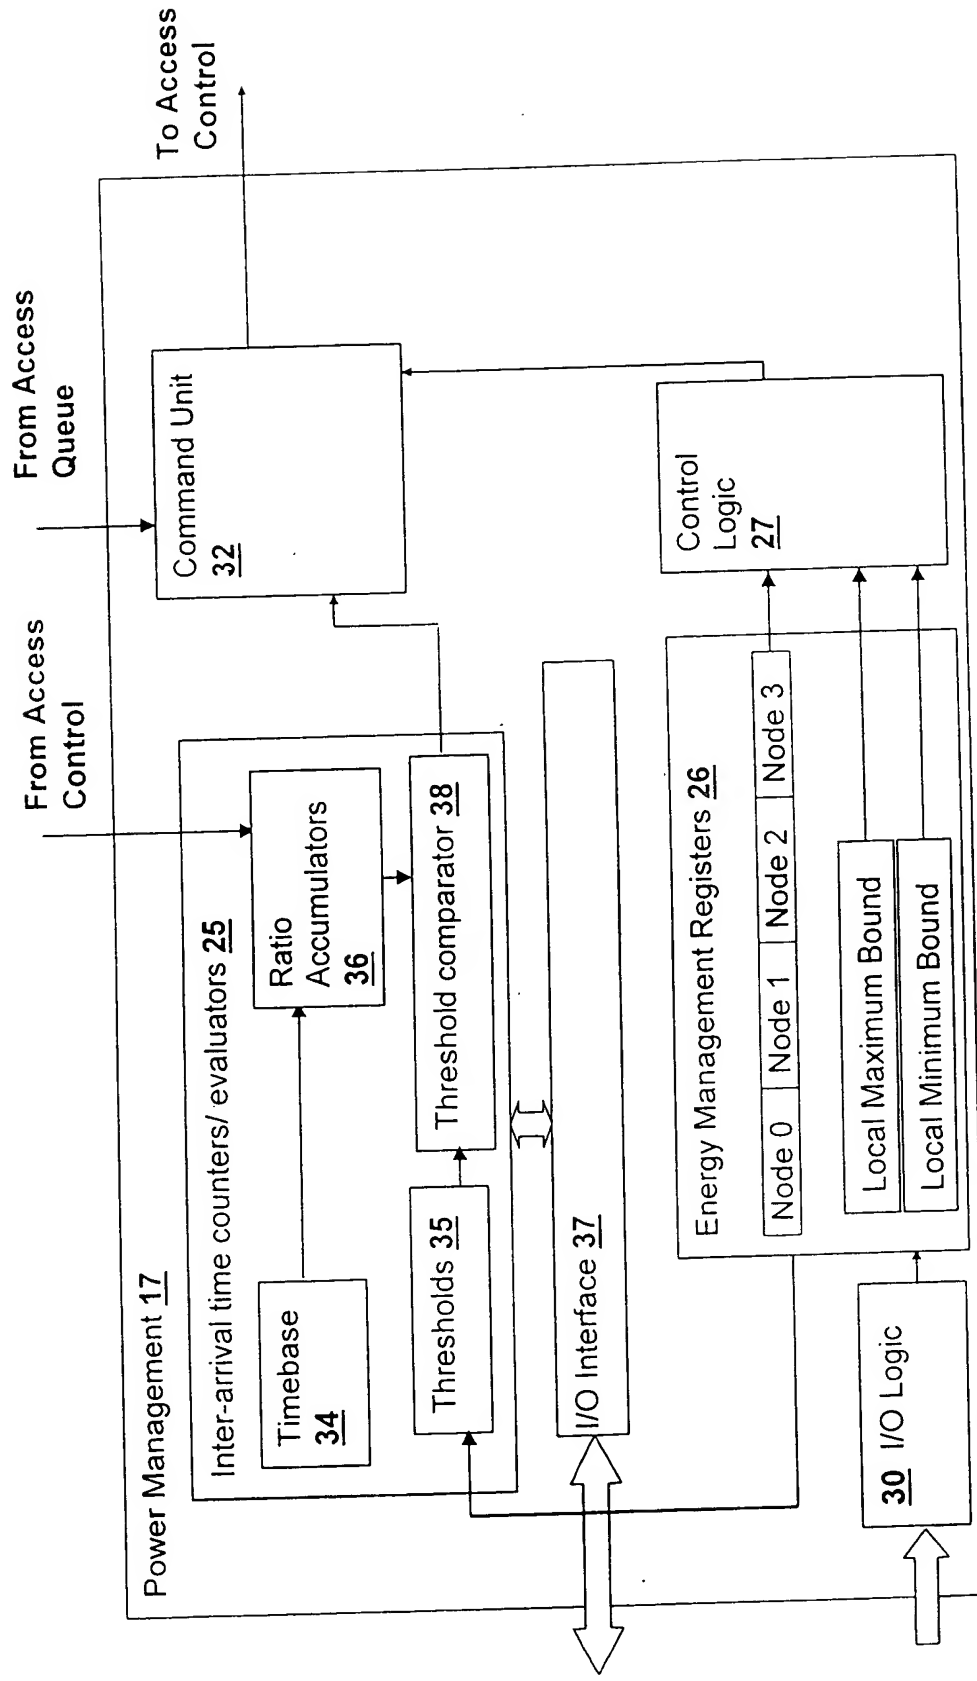 From Access
Control
From Access
Queue
To Access
Control
Power Management 17
Inter-arrival time counters/ evaluators 25
Timebase
34
Ratio
Accumulators
36
Command Unit
32
Thresholds 35
Threshold comparator 38
I/O Interface 37
Energy Management Registers 26
Node 0
Node 1
Node 2
Node 3
Control
Logic
27
Local Maximum Bound
Local Minimum Bound
30 I/O Logic